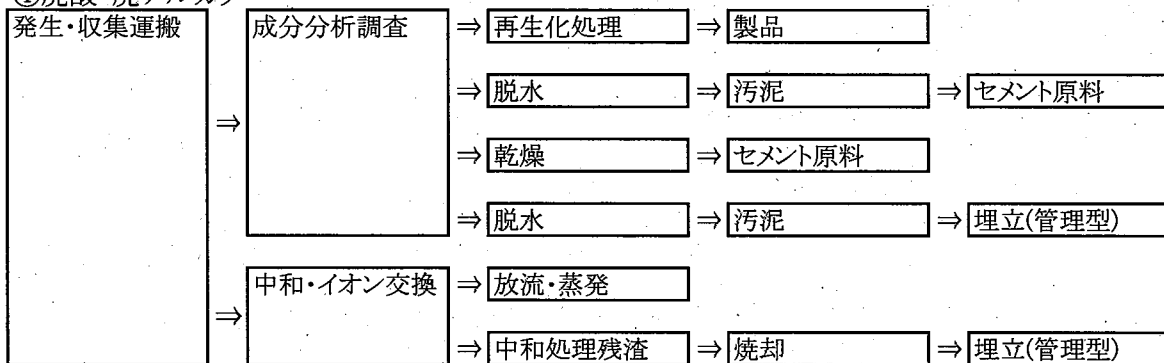 発生・収集運搬 成分分析調査 ⇒ 再生化処理 ⇒ 製品
⇒ 脱水 ⇒ 汚泥 ⇒ セメント原料
⇒
⇒ 乾燥 ⇒ セメント原料
⇒ 脱水 ⇒ 汚泥 ⇒ 埋立(管理型)
中和・イオン交換 ⇒ 放流・蒸発
⇒
⇒ 中和処理残渣 ⇒ 焼却 ⇒ 埋立(管理型)